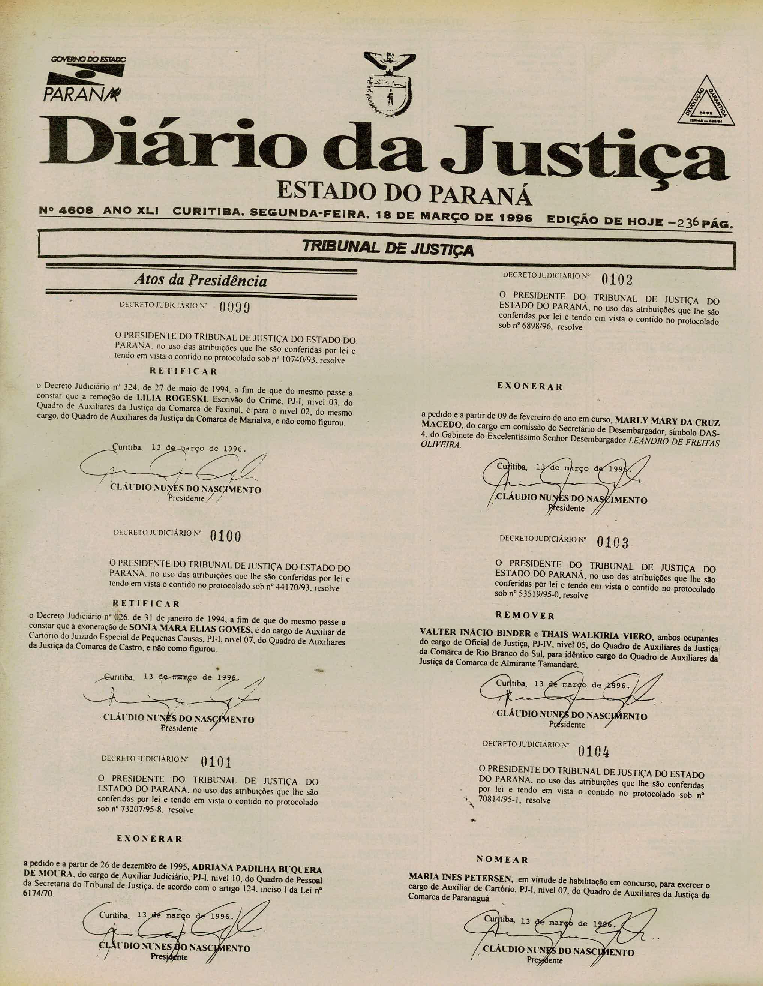 GOVERNO DO ESTADO
PARANÁ
Diário da Justiça
ESTADO DO PARANÁ
Nº 4608 ANO XLI CURITIBA, SEGUNDA-FEIRA, 18 DE MARÇO DE 1996 EDIÇÃO DE HOJE -236 PÁG.
TRIBUNAL DE JUSTIÇA
Atos da Presidência
DECRETO JUDICIÁRIO Nº 0099
O PRESIDENTE DO TRIBUNAL DE JUSTIÇA DO ESTADO DO
PARANÁ, no uso das atribuições que lhe são conferidas por lei e
tendo em vista o contido no protocolado sob nº 10740/93, resolve
RETIFICAR
o Decreto Judiciário nº 324, de 27 de maio de 1994, a fim de que do mesmo passe a
constar que a remoção de LILIA ROGESKI, Escrivão do Crime, PJ-I, nível 03, do
Quadro de Auxiliares da Justiça da Comarca de Faxinal, é para o nível 02, do mesmo
cargo, do Quadro de Auxiliares da Justiça da Comarca de Marialva, e não como figurou.
Curitiba, 13 de março de 1996.
CLÁUDIO NUNES DO NASCIMENTO
Presidente
DECRETO JUDICIÁRIO Nº 0100
O PRESIDENTE DO TRIBUNAL DE JUSTIÇA DO ESTADO DO
PARANÁ, no uso das atribuições que lhe são conferidas por lei e
tendo em vista o contido no protocolado sob nº 44170/93, resolve
RETIFICAR
o Decreto Judiciário nº 026, de 31 de janeiro de 1994, a fim de que do mesmo passe a
constar que a exoneração de SONIA MARA ELIAS GOMES, é do cargo de Auxiliar de
Cartório do Juizado Especial de Pequenas Causas, PJ-I, nível 07, do Quadro de Auxiliares
da Justiça da Comarca de Castro, e não como figurou.
Curitiba, 13 de março de 1996.
CLÁUDIO NUNES DO NASCIMENTO
Presidente
DECRETO JUDICIÁRIO Nº 0101
O PRESIDENTE DO TRIBUNAL DE JUSTIÇA DO
ESTADO DO PARANÁ, no uso das atribuições que lhe são
conferidas por lei e tendo em vista o contido no protocolado
sob nº 73207/95-8, resolve
EXONERAR
a pedido e a partir de 26 de dezembro de 1995, ADRIANA PADILHA BUQUERA
DE MOURA, do cargo de Auxiliar Judiciário, PJ-I, nível 10, do Quadro de Pessoal
da Secretaria do Tribunal de Justiça, de acordo com o artigo 124, inciso I da Lei nº
6174/70.
Curitiba, 13 de março de 1996.
CLÁUDIO NUNES DO NASCIMENTO
Presidente
DECRETO JUDICIÁRIO Nº 0102
O PRESIDENTE DO TRIBUNAL DE JUSTIÇA DO
ESTADO DO PARANÁ, no uso das atribuições que lhe são
conferidas por lei e tendo em vista o contido no protocolado
sob nº 6898/96, resolve
EXONERAR
a pedido e a partir de 09 de fevereiro do ano em curso, MARLY MARY DA CRUZ
MACEDO, do cargo em comissão de Secretário de Desembargador, símbolo DAS-
4, do Gabinete do Excelentíssimo Senhor Desembargador LEANDRO DE FREITAS
OLIVEIRA.
Curitiba, 13 de março de 1996
CLÁUDIO NUNES DO NASCIMENTO
Presidente
DECRETO JUDICIÁRIO Nº 0103
O PRESIDENTE DO TRIBUNAL DE JUSTIÇA DO
ESTADO DO PARANÁ, no uso das atribuições que lhe são
conferidas por lei e tendo em vista o contido no protocolado
sob nº 53519/95-0, resolve
REMOVER
VALTER INÁCIO BINDER e THAIS WALKIRIA VIERO, ambos ocupantes
do cargo de Oficial de Justiça, PJ-IV, nível 05, do Quadro de Auxiliares da Justiça
da Comarca de Rio Branco do Sul, para idêntico cargo do Quadro de Auxiliares da
Justiça da Comarca de Almirante Tamandaré.
Curitiba, 13 de março de 1996.
CLÁUDIO NUNES DO NASCIMENTO
Presidente
DECRETO JUDICIÁRIO Nº 0104
O PRESIDENTE DO TRIBUNAL DE JUSTIÇA DO ESTADO
DO PARANÁ, no uso das atribuições que lhe são conferidas
por lei e tendo em vista o contido no protocolado sob nº
70814/95-1, resolve
NOMEAR
MARIA INES PETERSEN, em virtude de habilitação em concurso, para exercer o
cargo de Auxiliar de Cartório, PJ-I, nível 07, do Quadro de Auxiliares da Justiça da
Comarca de Paranaguá
Curitiba, 13 de março de 1996.
CLÁUDIO NUNES DO NASCIMENTO
Presidente